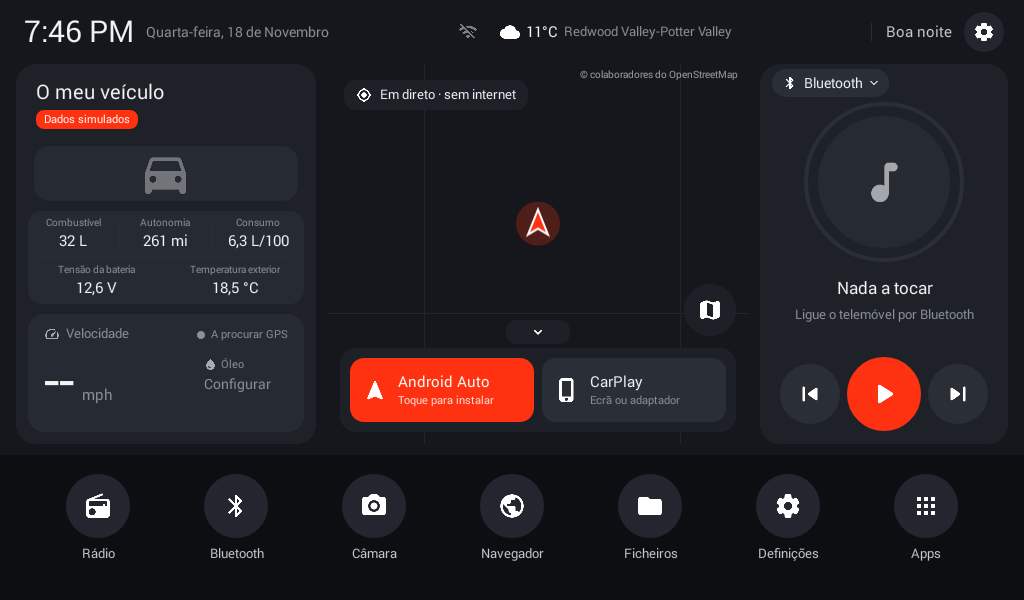 7:46 PM
Quarta-feira, 18 de Novembro
11°C
Redwood Valley-Potter Valley
Boa noite
O meu veículo
Dados simulados
Combustível
Autonomia
Consumo
32 L
261 mi
6,3 L/100
Tensão da bateria
Temperatura exterior
12,6 V
18,5 °C
Velocidade
A procurar GPS
Óleo
Configurar
--
mph
© colaboradores do OpenStreetMap
Em direto · sem internet
Android Auto
Toque para instalar
CarPlay
Ecrã ou adaptador
Bluetooth
Nada a tocar
Ligue o telemóvel por Bluetooth
Rádio
Bluetooth
Câmara
Navegador
Ficheiros
Definições
Apps